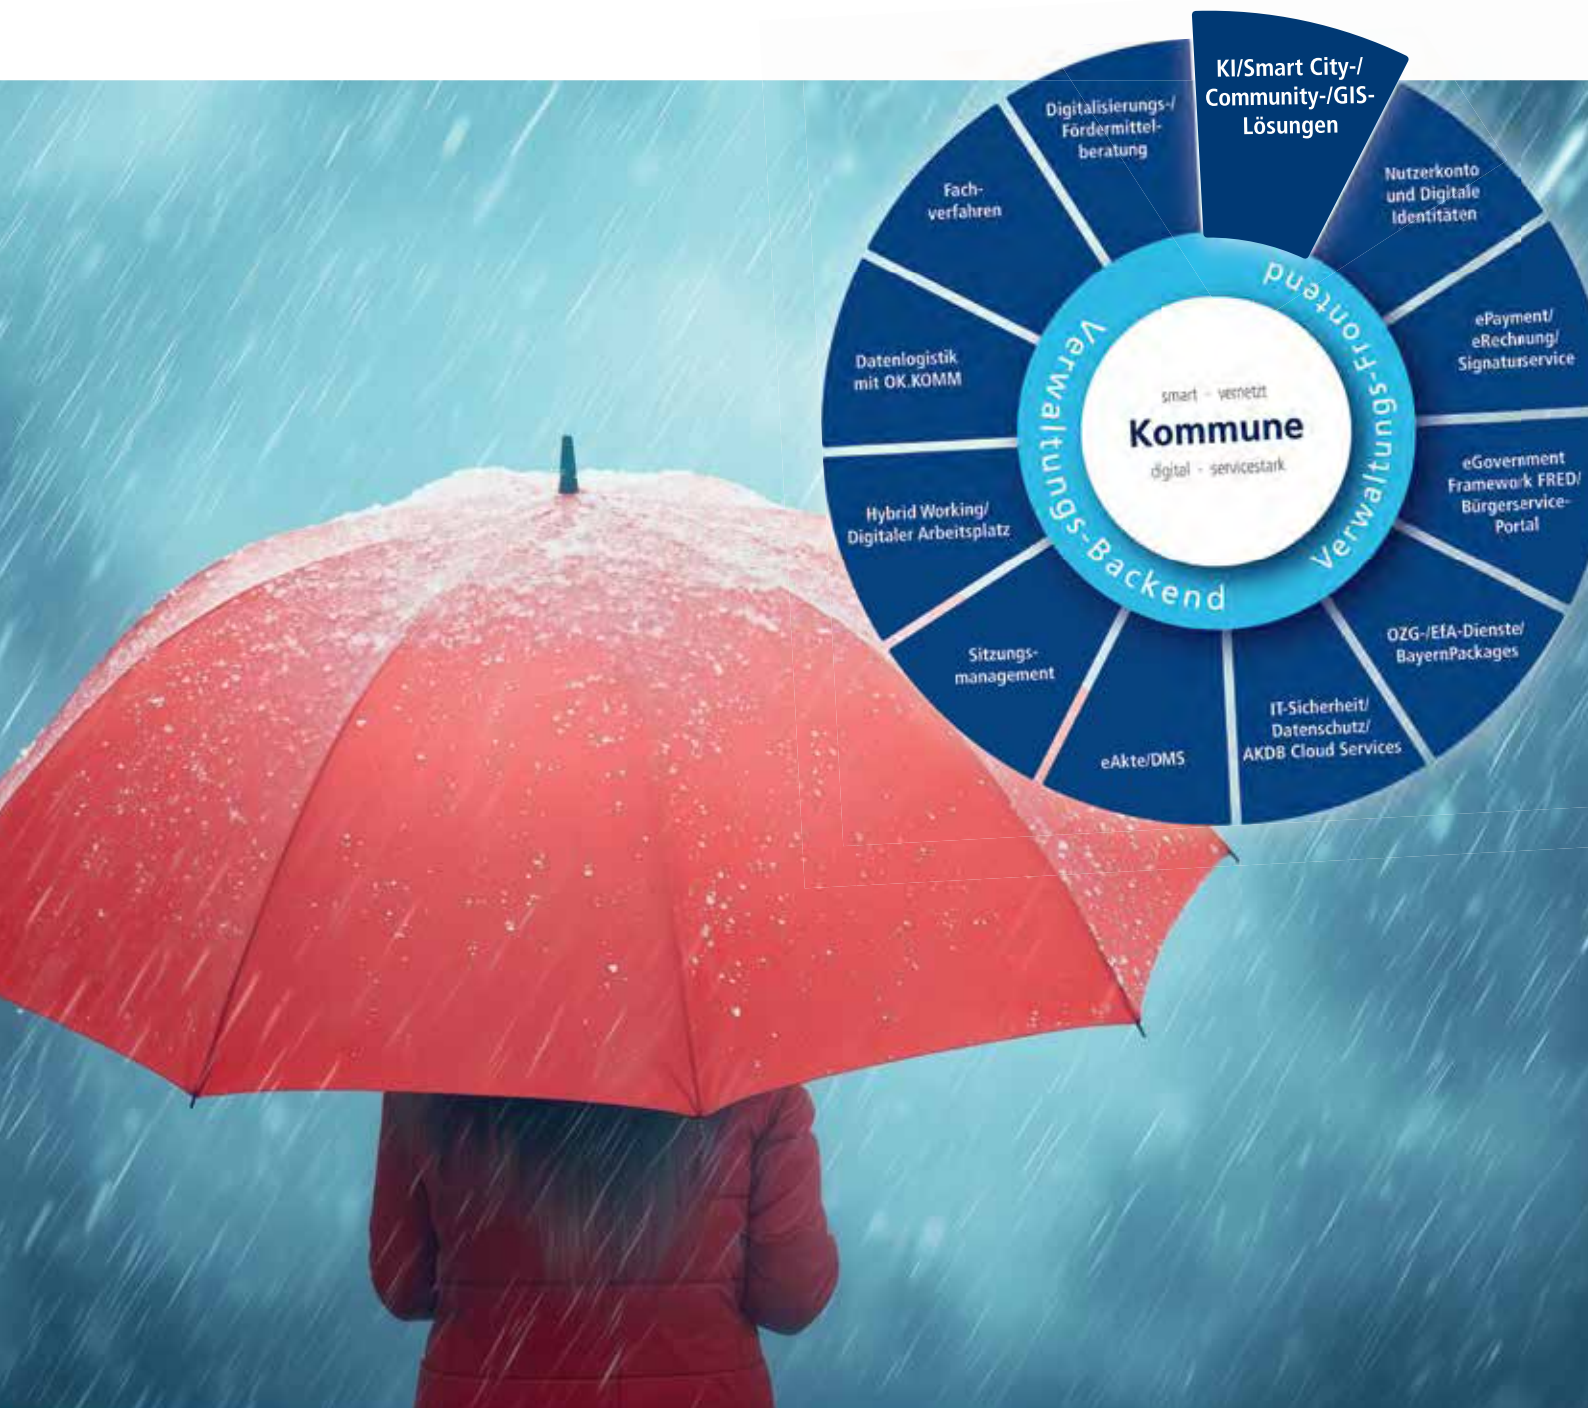 KI/Smart City-/
Community-/GIS-
Lösungen
Nutzerkonto
und Digitale
Identitäten
ePayment/
eRechnung/
Signaturservice
eGovernment
Framework FRED/
Bürgerservice-
Portal
OZG-/EfA-Dienste/
BayernPackages
IT-Sicherheit/
Datenschutz/
AKDB Cloud Services
eAkte/DMS
Sitzungs-
management
Hybrid Working/
Digitaler Arbeitsplatz
Datenlogistik
mit OK.KOMM
Fach-
verfahren
Digitalisierungs-/
Fördermittel-
beratung
Verwaltungs-Frontend
Verwaltungs-Backend
smart - vernetzt
Kommune
digital - servicestark